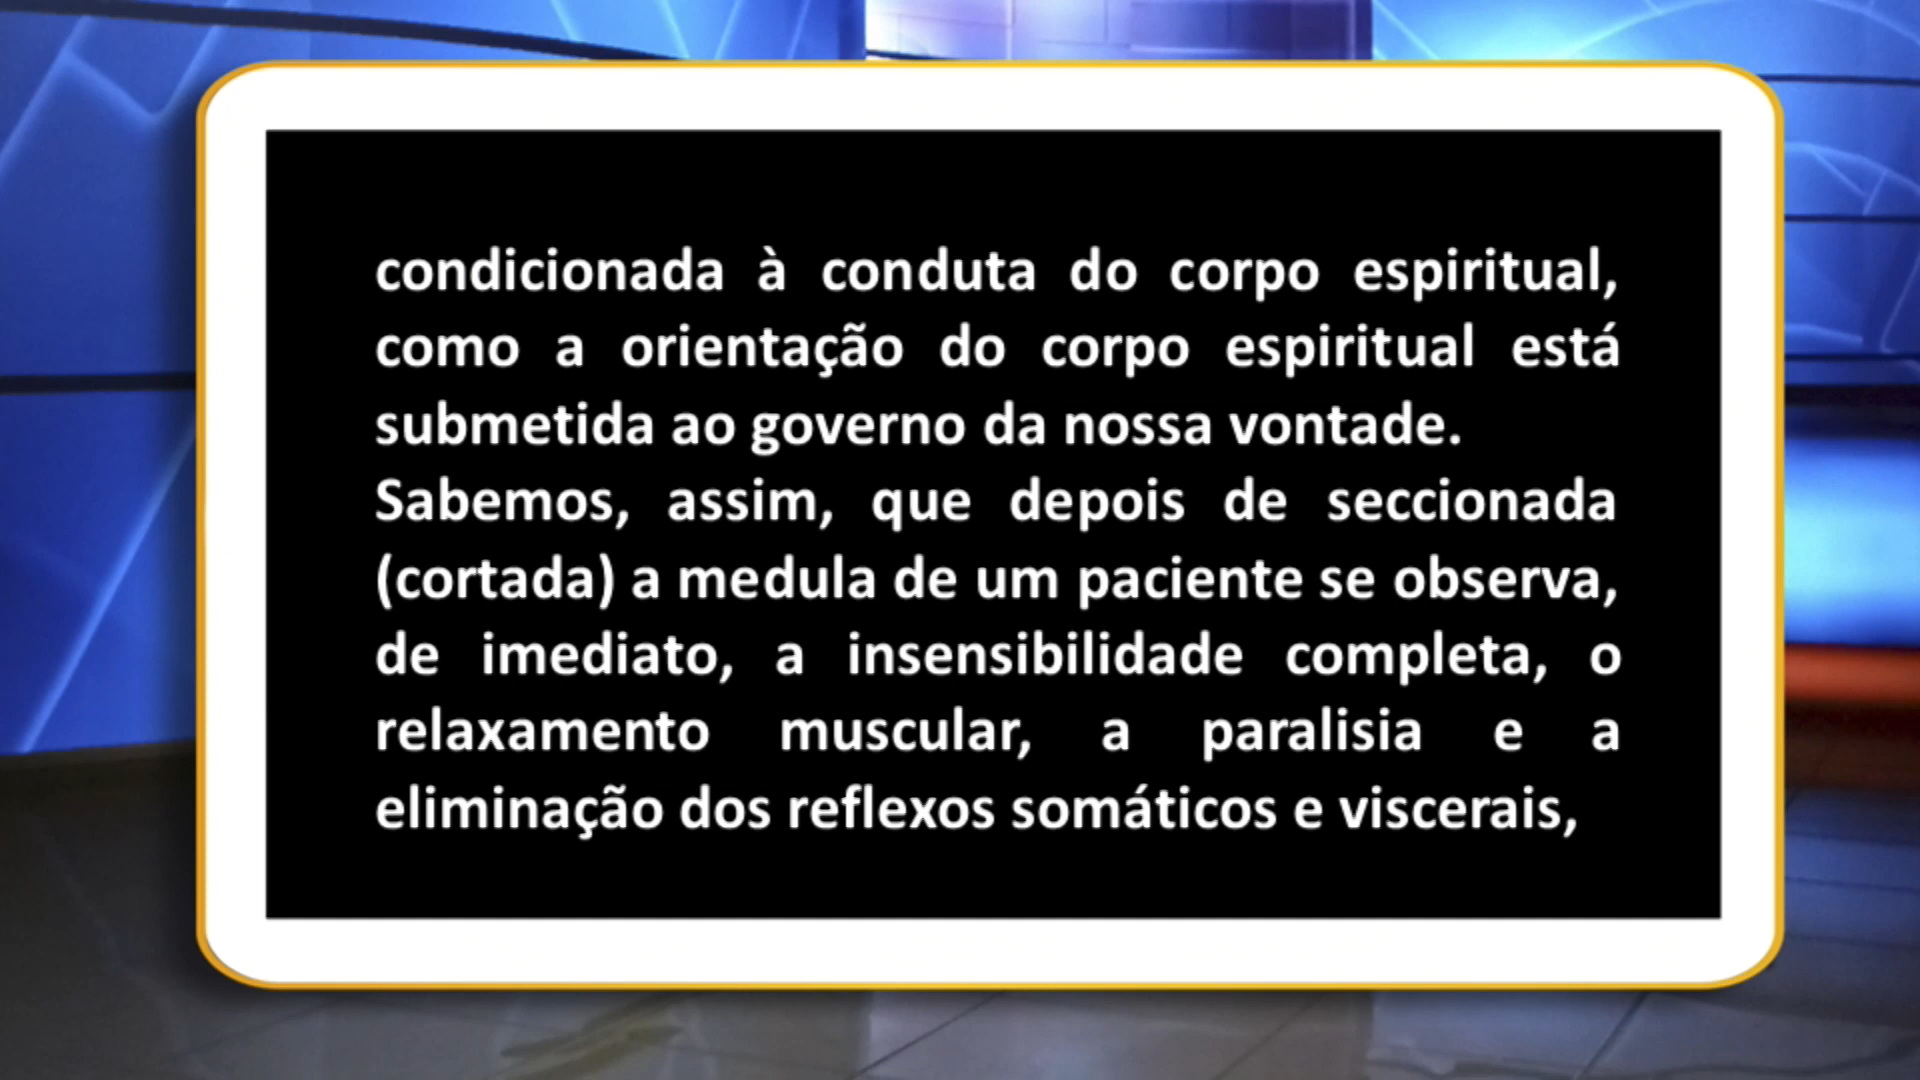 condicionada à conduta do corpo espiritual,
como a orientação do corpo espiritual está
submetida ao governo da nossa vontade.
Sabemos, assim, que depois de seccionada
(cortada) a medula de um paciente se observa,
de imediato, a insensibilidade completa, o
relaxamento muscular, a paralisia e a
eliminação dos reflexos somáticos e viscerais,